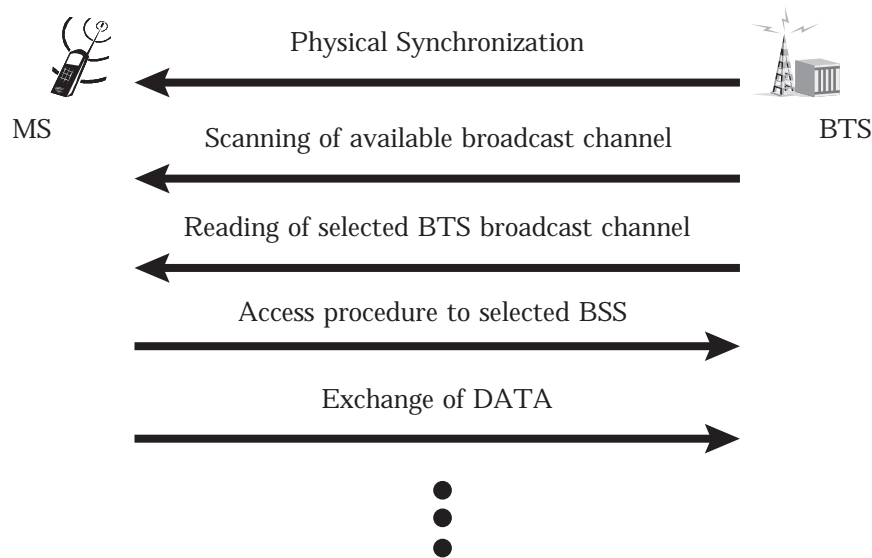 Physical Synchronization
MS
BTS
Scanning of available broadcast channel
Reading of selected BTS broadcast channel
Access procedure to selected BSS
Exchange of DATA